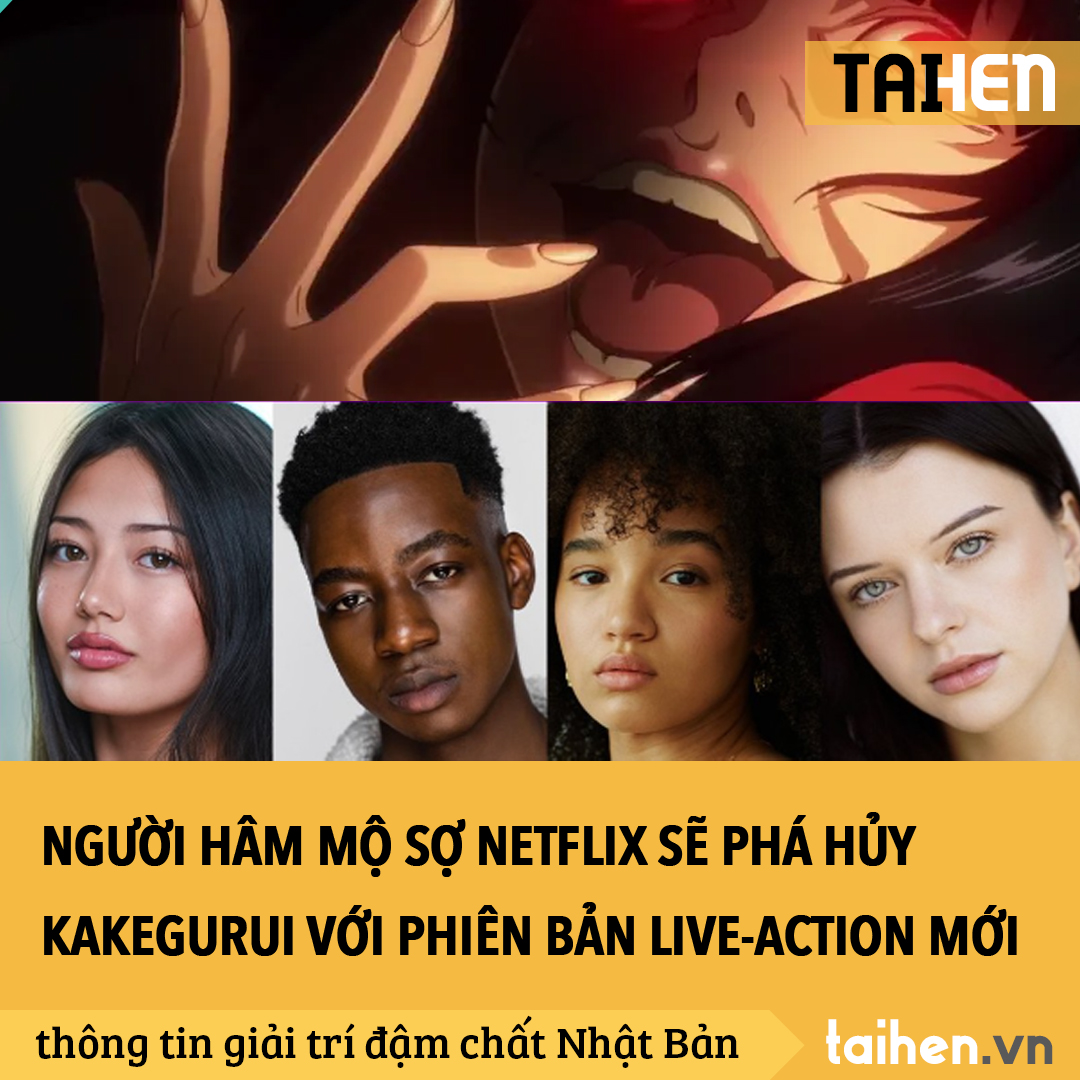 TAIHEN
NGƯỜI HÂM MỘ SỢ NETFLIX SẼ PHÁ HỦY
KAKEGURUI VỚI PHIÊN BẢN LIVE-ACTION MỚI
thông tin giải trí đậm chất Nhật Bản
taihen.vn